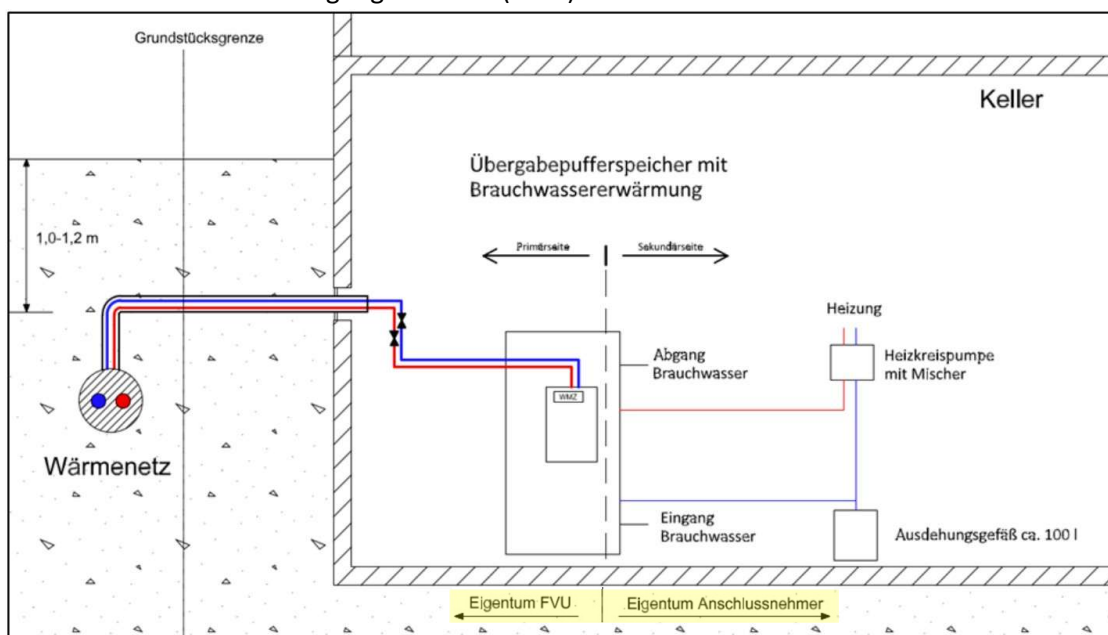 Grundstücksgrenze
Keller
Übergabepufferspeicher mit
Brauchwassererwärmung
1,0-1,2 m
Primärseite
Sekundärseite
Heizung
Abgang
Brauchwasser
Heizkreispumpe
mit Mischer
WMZ
Wärmenetz
Eingang
Brauchwasser
Ausdehungsgefäß ca. 100 l
Eigentum FVU
Eigentum Anschlussnehmer